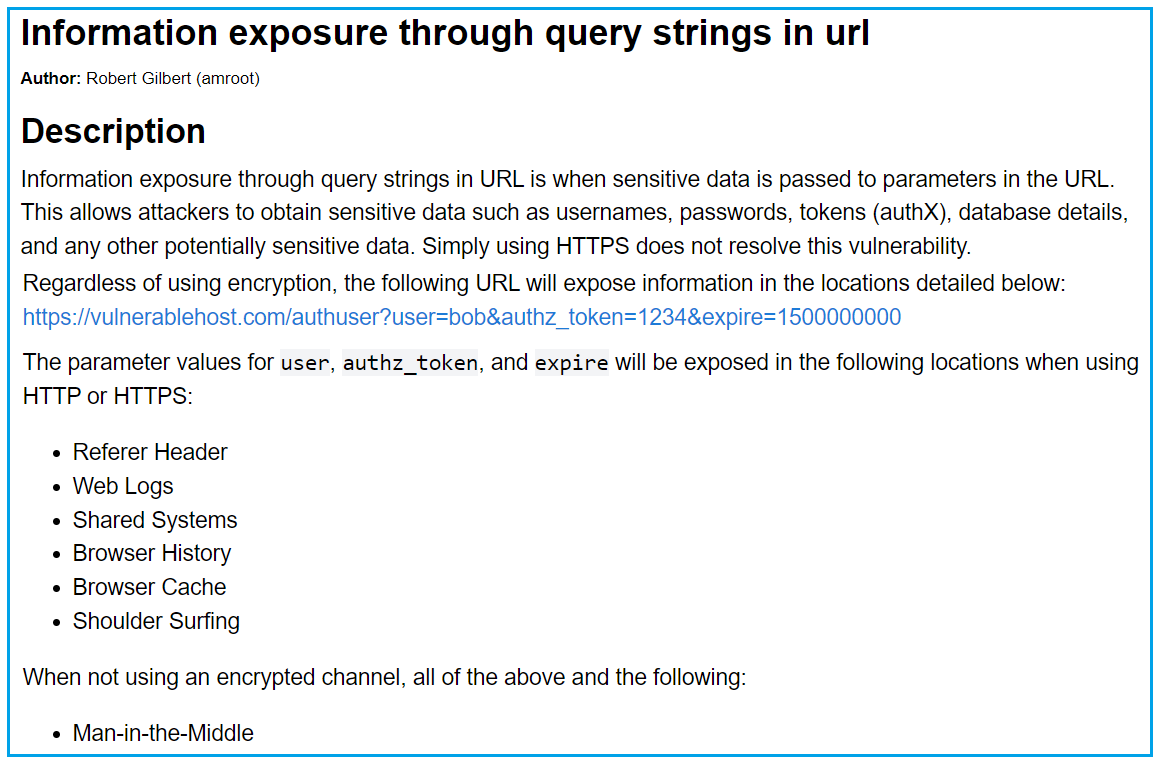 Information exposure through query strings in url
Author: Robert Gilbert (amroot)
Description
Information exposure through query strings in URL is when sensitive data is passed to parameters in the URL.
This allows attackers to obtain sensitive data such as usernames, passwords, tokens (authX), database details,
and any other potentially sensitive data. Simply using HTTPS does not resolve this vulnerability.
Regardless of using encryption, the following URL will expose information in the locations detailed below:
https://vulnerablehost.com/authuser?user=bob&authz_token=1234&expire=1500000000
The parameter values for user, authz_token, and expire will be exposed in the following locations when using
HTTP or HTTPS:
• Referer Header
• Web Logs
• Shared Systems
• Browser History
• Browser Cache
• Shoulder Surfing
When not using an encrypted channel, all of the above and the following:
• Man-in-the-Middle